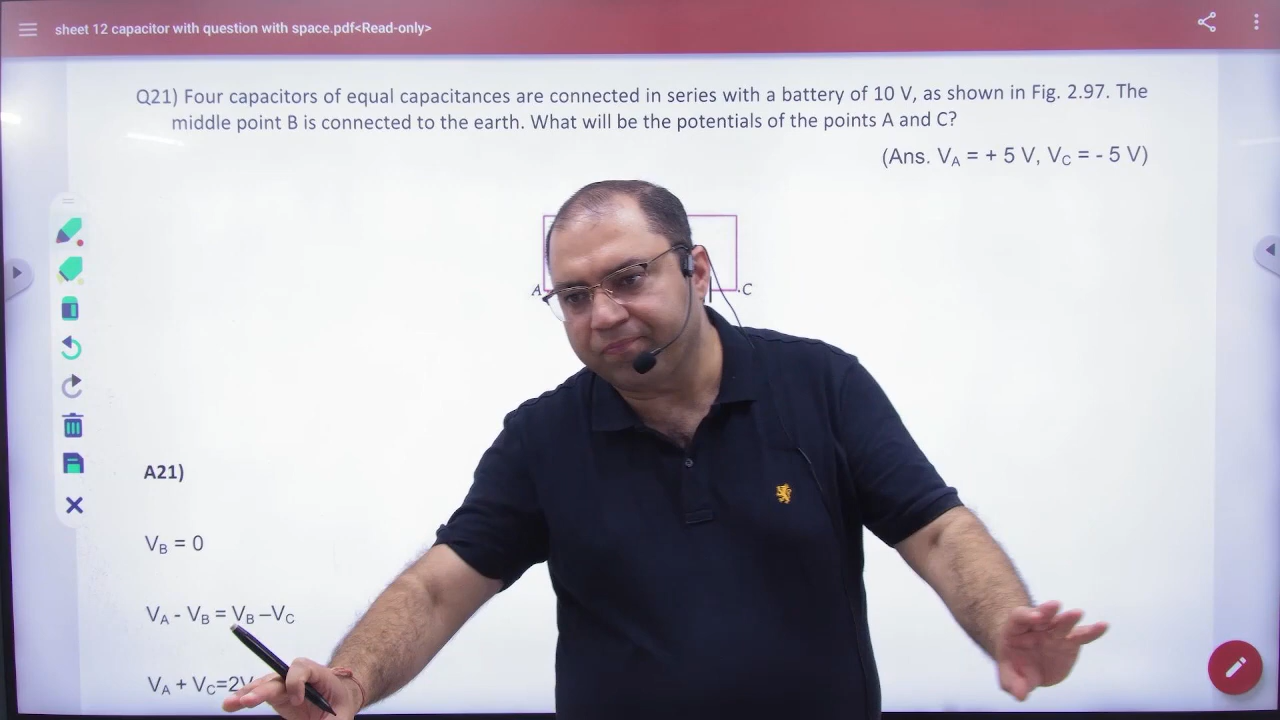 sheet 12 capacitor with question with space.pdf<Read-only>
Q21) Four capacitors of equal capacitances are connected in series with a battery of 10 V, as shown in Fig. 2.97. The
middle point B is connected to the earth. What will be the potentials of the points A and C?
(Ans. VA = + 5 V, VC = - 5 V)
A
.C
A21)
VB = 0
VA - VB = VB –VC
VA + VC=2V